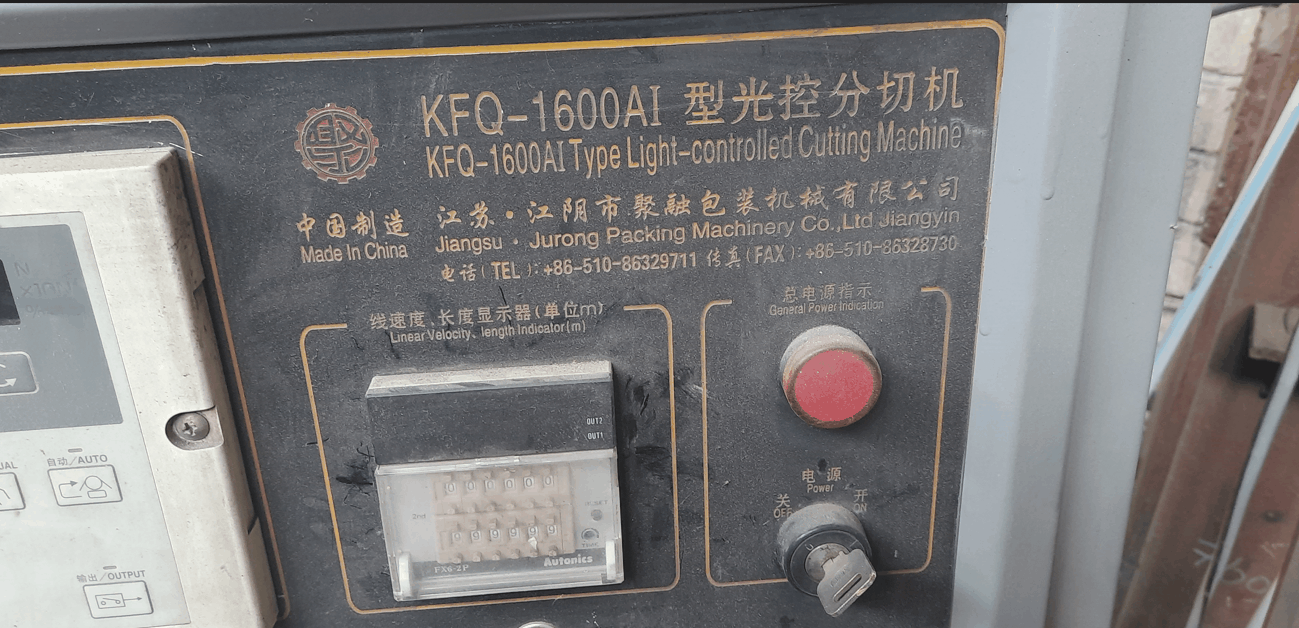 KFQ-1600AI 型光控分切机
KFQ-1600AI Type Light-controlled Cutting Machine
中国制造
Made In China
江苏·江阴市聚融包装机械有限公司
Jiangsu · Jurong Packing Machinery Co.,Ltd Jiangyin
电话(TEL):+86-510-86329711 传真(FAX):+86-510-86328730
线速度、长度显示器(单位m)
Linear Velocity、length Indicator(m)
OUT2
OUT1
000000
2nd
RESET
FX6-2P
Autonics
总电源指示
General Power Indication
电源
Power
关
OFF
开
ON
自动/AUTO
输出/OUTPUT